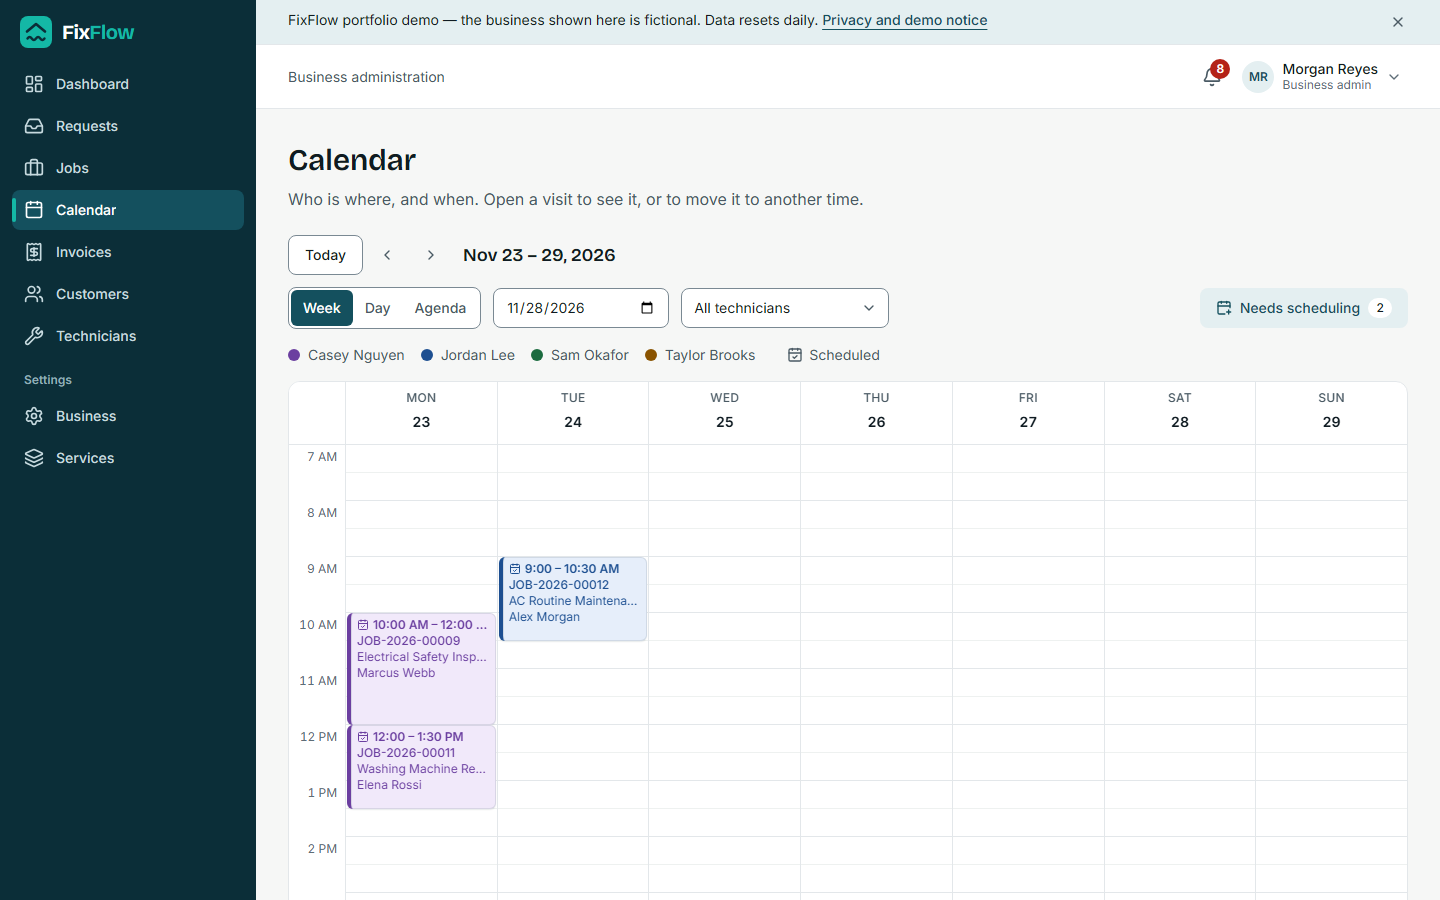 FixFlow portfolio demo — the business shown here is fictional. Data resets daily. Privacy and demo notice
FixFlow
Dashboard
Requests
Jobs
Calendar
Invoices
Customers
Technicians
Settings
Business
Services
Business administration
8
MR
Morgan Reyes
Business admin
Calendar
Who is where, and when. Open a visit to see it, or to move it to another time.
Today
Nov 23 – 29, 2026
Week
Day
Agenda
11/28/2026
All technicians
Needs scheduling 2
Casey Nguyen
Jordan Lee
Sam Okafor
Taylor Brooks
Scheduled
MON
23
TUE
24
WED
25
THU
26
FRI
27
SAT
28
SUN
29
7 AM
8 AM
9 AM
10 AM
11 AM
12 PM
1 PM
2 PM
10:00 AM – 12:00 ...
JOB-2026-00009
Electrical Safety Insp...
Marcus Webb
12:00 – 1:30 PM
JOB-2026-00011
Washing Machine Re...
Elena Rossi
9:00 – 10:30 AM
JOB-2026-00012
AC Routine Maintena...
Alex Morgan